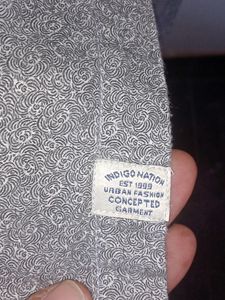 INDIGO NATION
EST 1999
URBAN FASHION
CONCEPTED
GARMENT